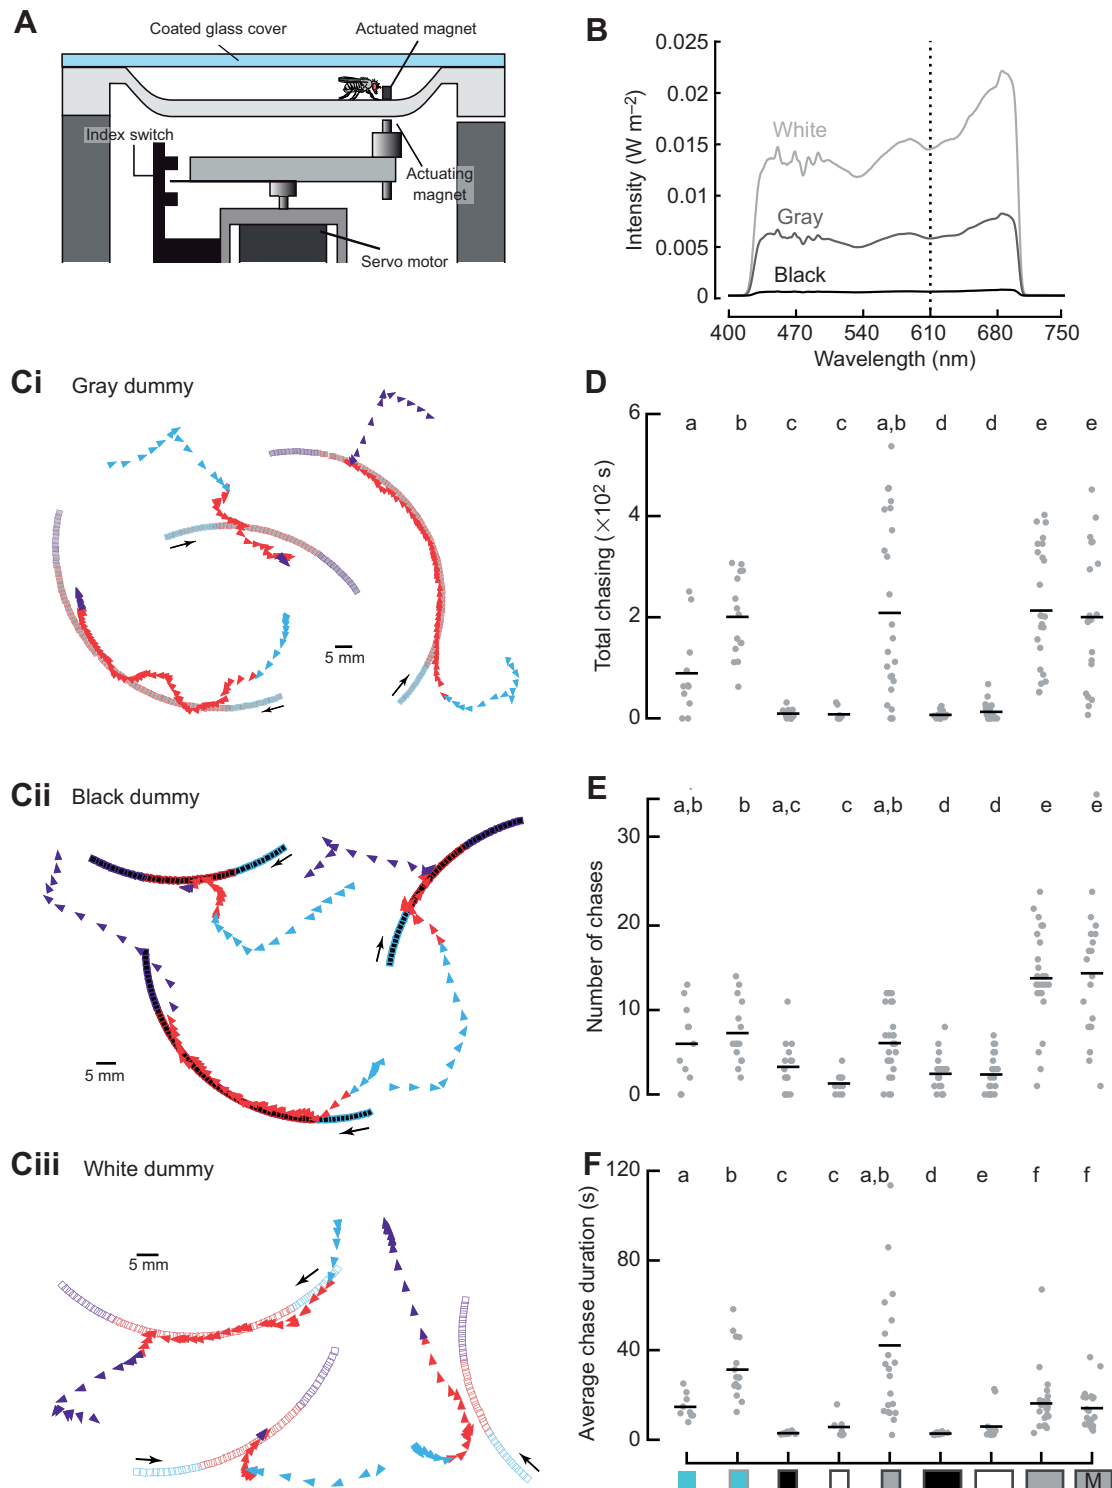 A
Coated glass cover
Actuated magnet
Index switch
Actuating
magnet
Servo motor
B
Intensity (W m–2)
0.025
0.02
0.015
0.01
0.005
0
White
Gray
Black
400 470 540 610 680 750
Wavelength (nm)
Ci Gray dummy
5 mm
Cii Black dummy
5 mm
Ciii White dummy
5 mm
D
Total chasing (×10² s)
6
4
2
0
a b c c a,b d d e e
E
Number of chases
30
20
10
0
a,b b a,c c a,b d d e e
F
Average chase duration (s)
120
80
40
0
a b c c a,b d e f f
M